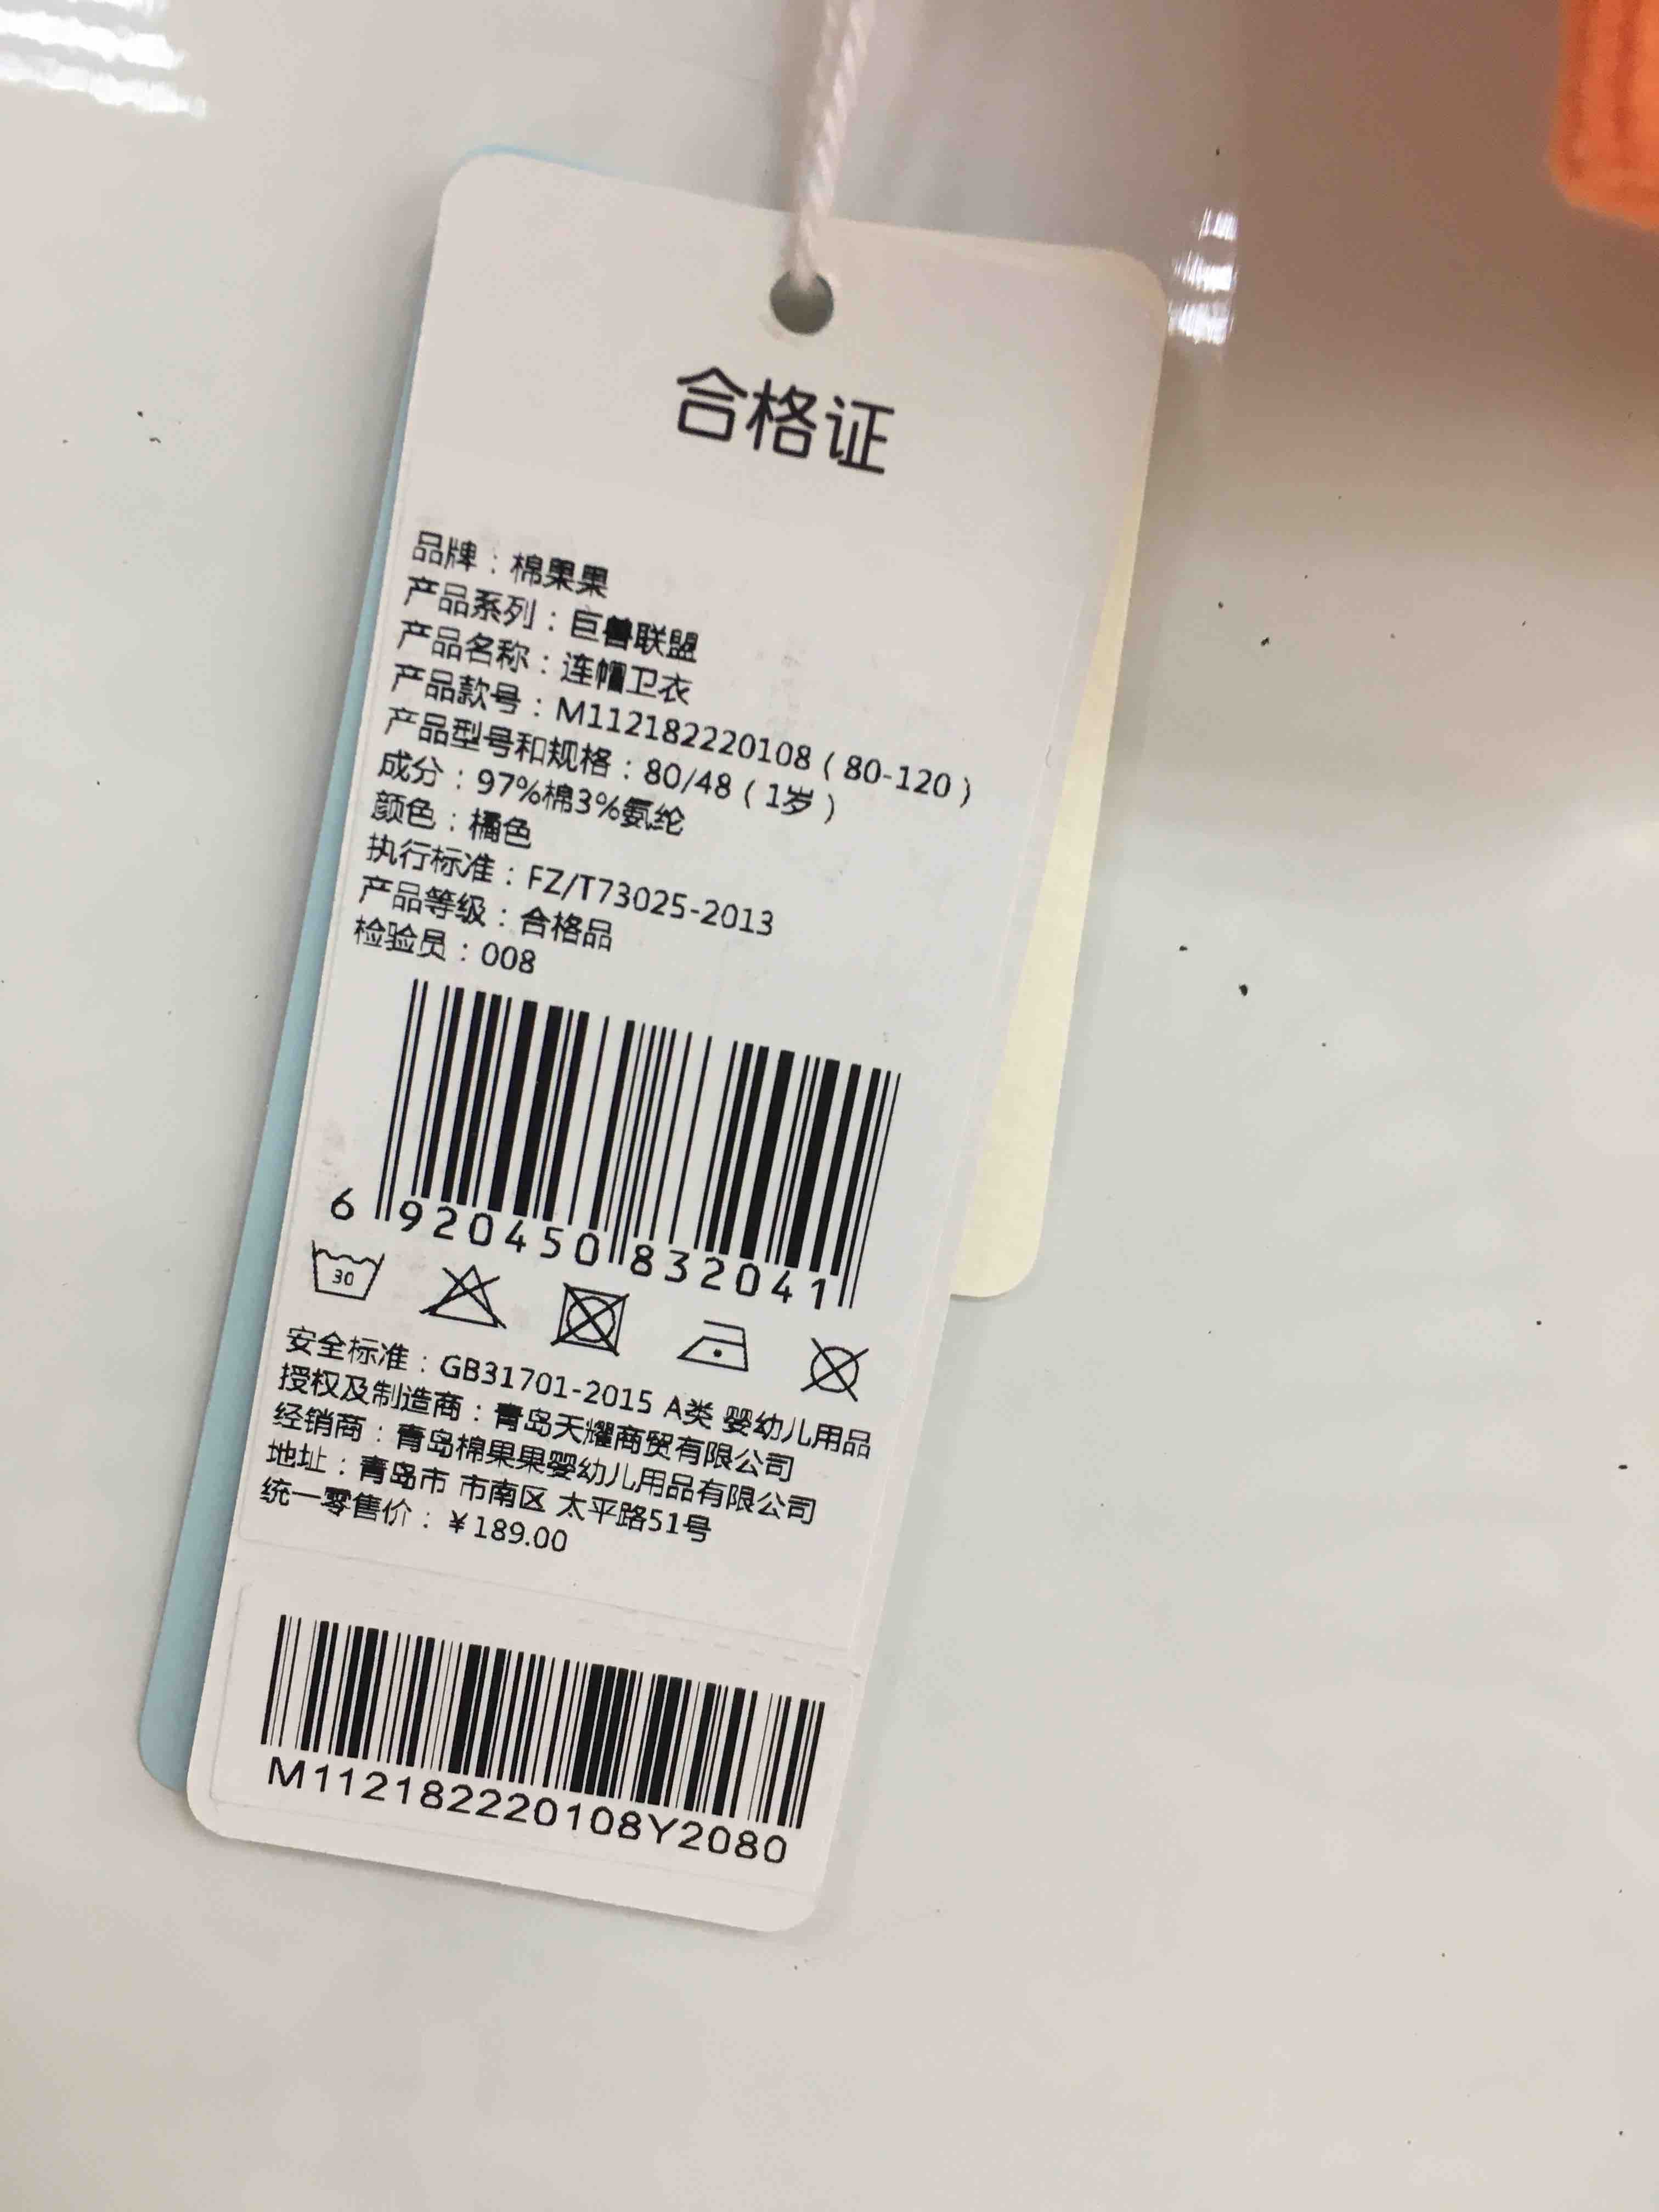 合格证
品牌：棉果果
产品系列：巨兽联盟
产品名称：连帽卫衣
产品款号：M112182220108（80-120）
产品型号和规格：80/48（1岁）
成分：97%棉3%氨纶
颜色：橘色
执行标准：FZ/T73025-2013
产品等级：合格品
检验员：008
6 920450 832041
30
安全标准：GB31701-2015 A类 婴幼儿用品
授权及制造商：青岛天耀商贸有限公司
经销商：青岛棉果果婴幼儿用品有限公司
地址：青岛市 市南区 太平路51号
统一零售价：￥189.00
M112182220108Y2080